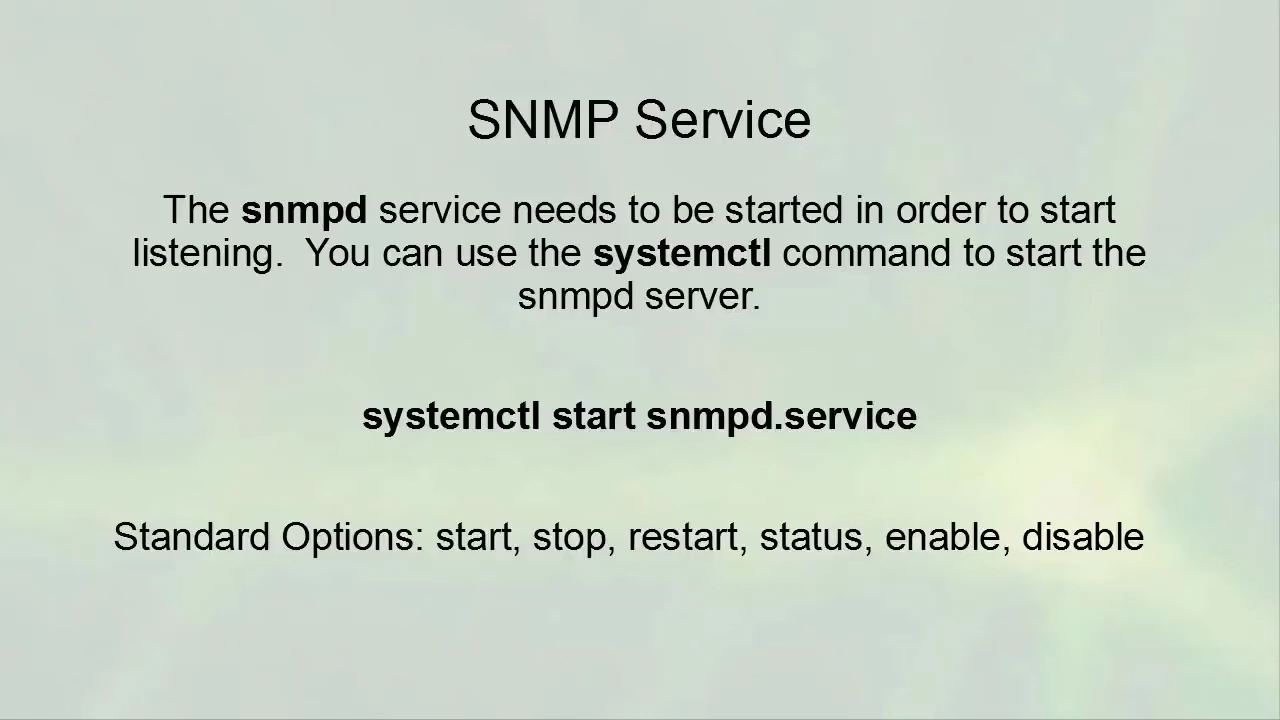 SNMP Service
The snmpd service needs to be started in order to start
listening.  You can use the systemctl command to start the
snmpd server.
systemctl start snmpd.service
Standard Options: start, stop, restart, status, enable, disable